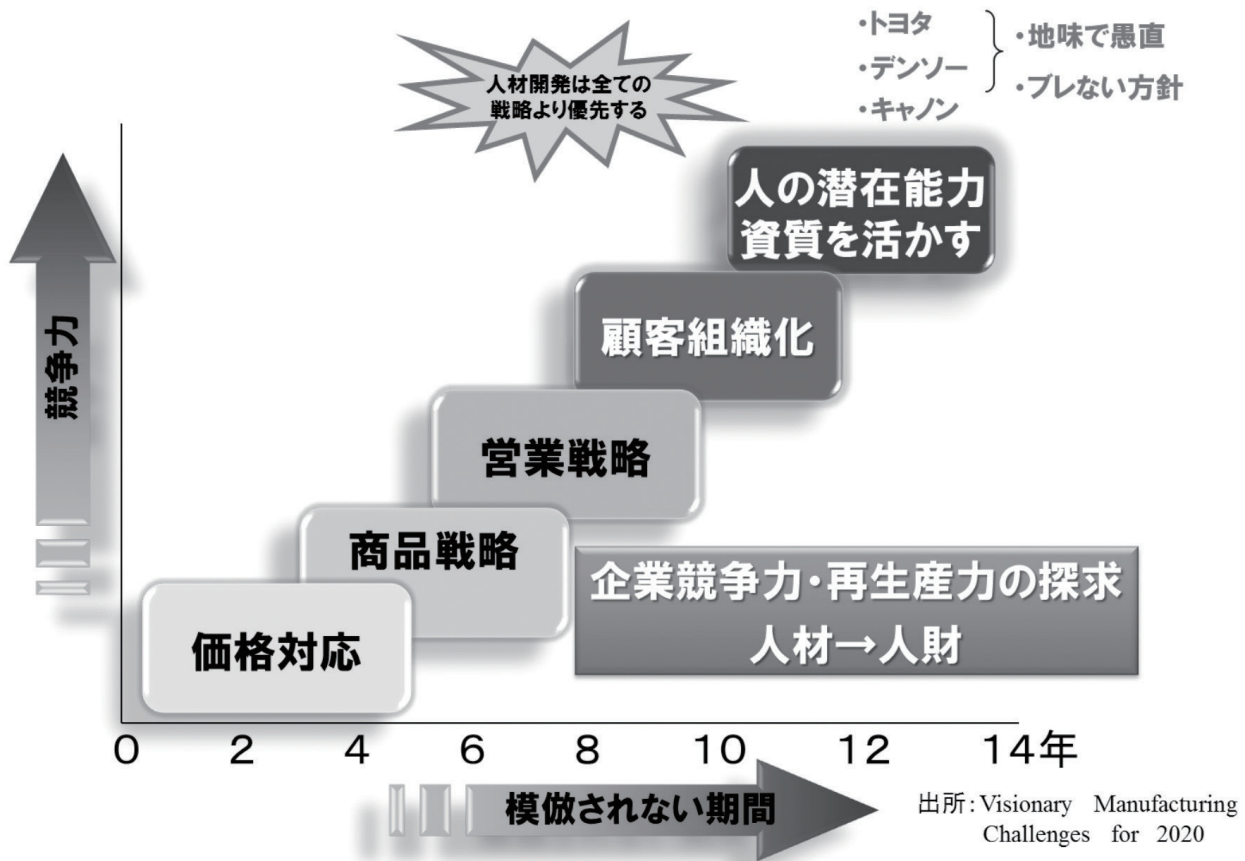 人材開発は全ての
戦略より優先する
・トヨタ
・デンソー
・キャノン
・地味で愚直
・ブレない方針
競争力
人の潜在能力
資質を活かす
顧客組織化
営業戦略
商品戦略
価格対応
企業競争力・再生産力の探求
人材→人財
0 2 4 6 8 10 12 14年
模倣されない期間
出所：Visionary Manufacturing
Challenges for 2020